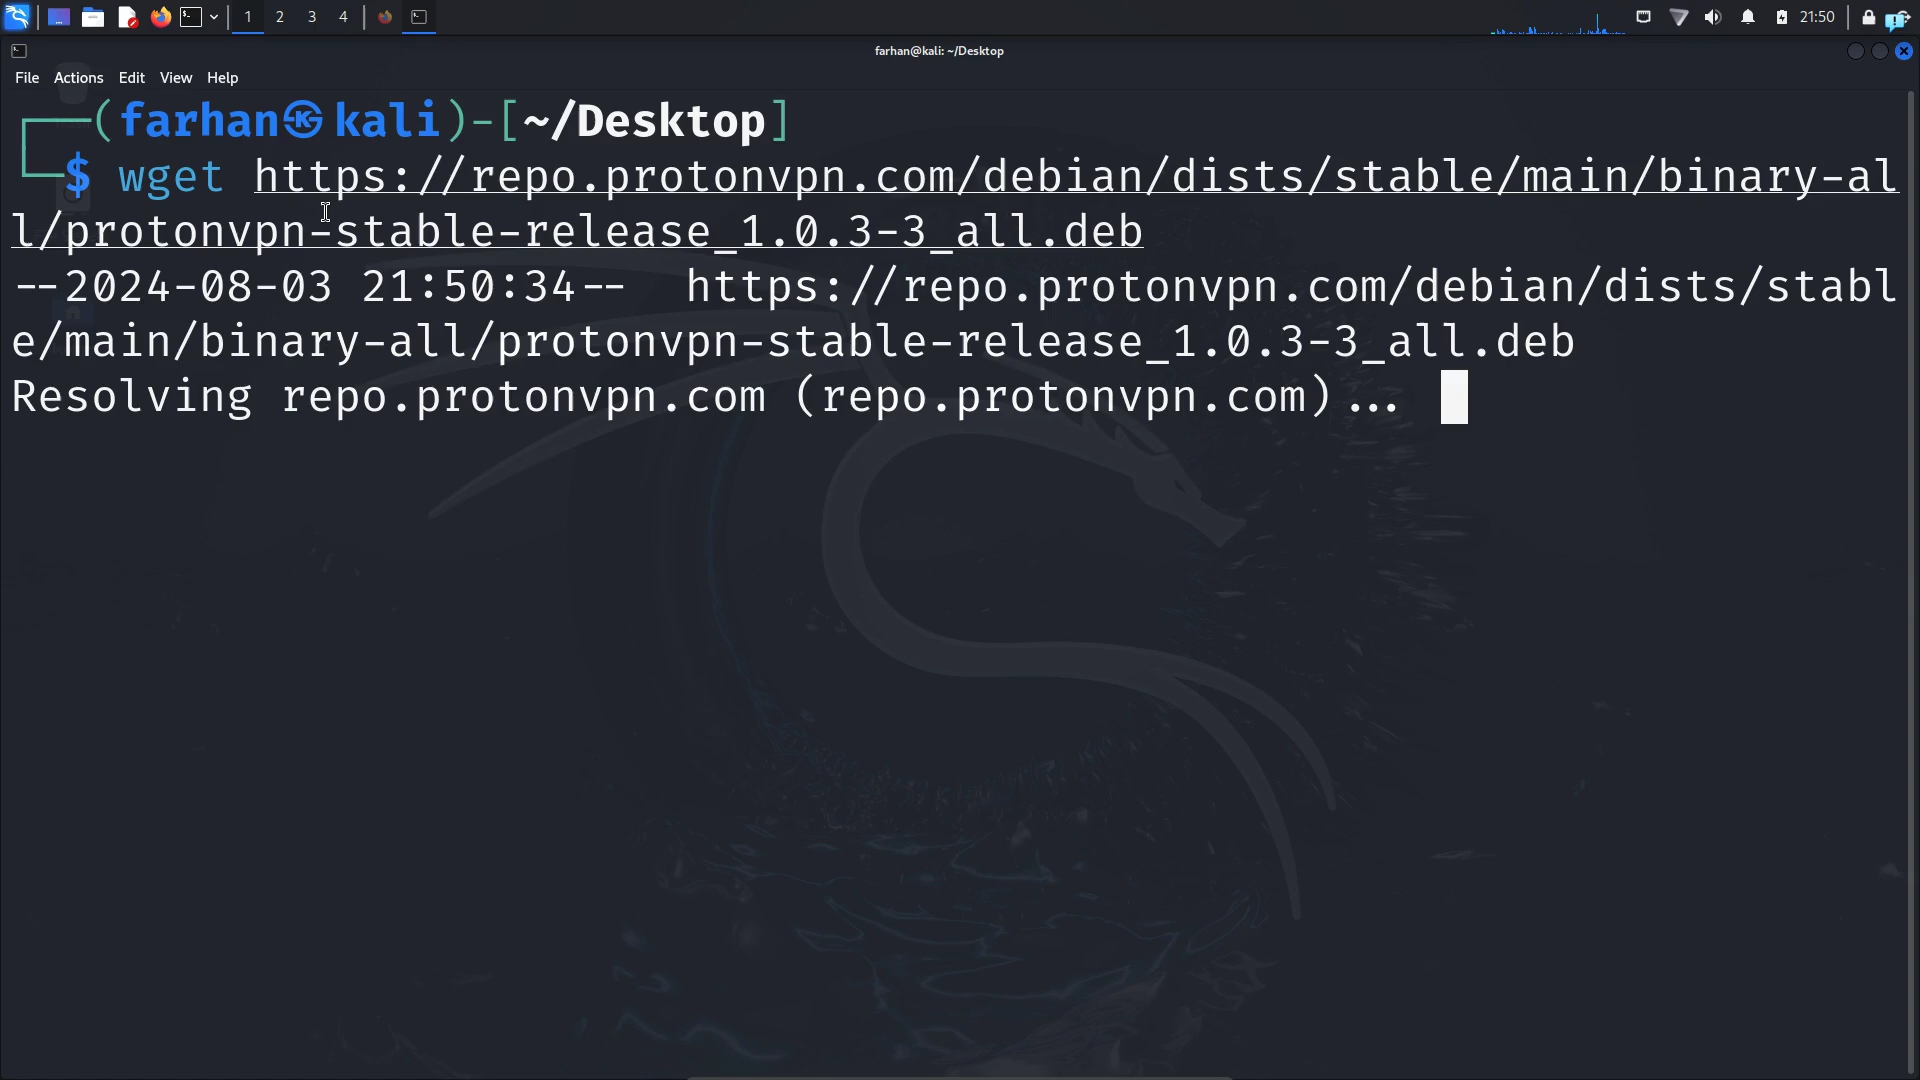 1 2 3 4 21:50
farhan@kali: ~/Desktop
File Actions Edit View Help
┌──(farhan㉿kali)-[~/Desktop]
└─$ wget https://repo.protonvpn.com/debian/dists/stable/main/binary-al
l/protonvpn-stable-release_1.0.3-3_all.deb
--2024-08-03 21:50:34--  https://repo.protonvpn.com/debian/dists/stabl
e/main/binary-all/protonvpn-stable-release_1.0.3-3_all.deb
Resolving repo.protonvpn.com (repo.protonvpn.com)...